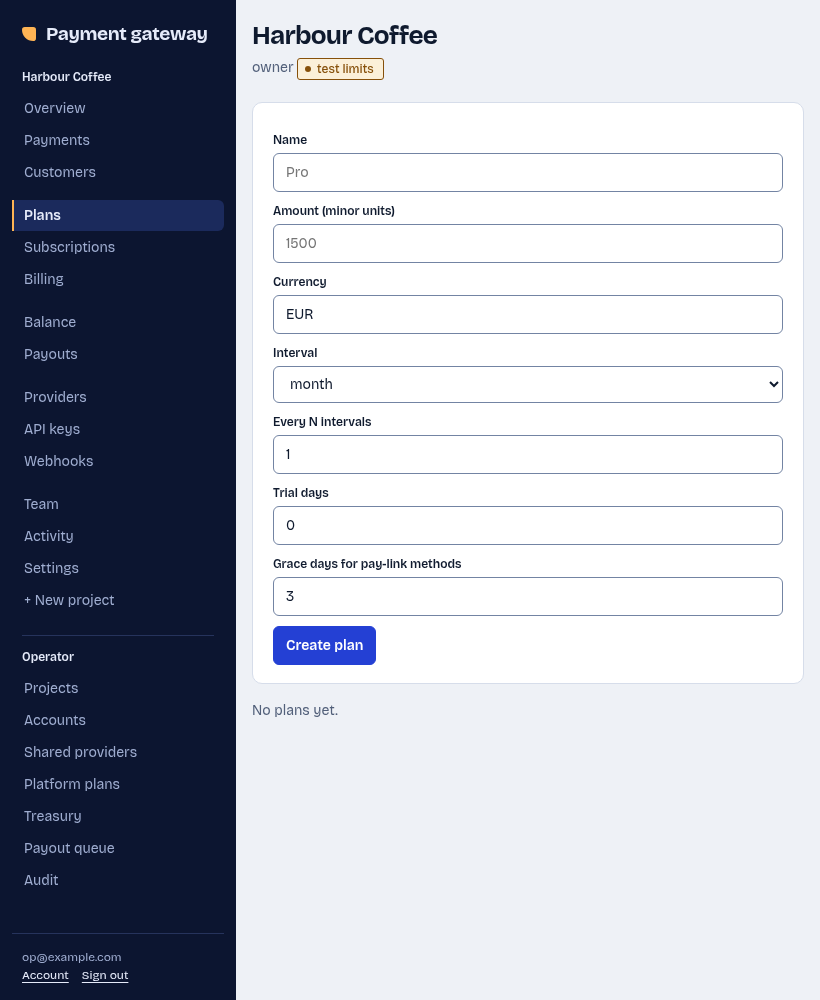 Payment gateway
Harbour Coffee
Overview
Payments
Customers
Plans
Subscriptions
Billing
Balance
Payouts
Providers
API keys
Webhooks
Team
Activity
Settings
+ New project
Operator
Projects
Accounts
Shared providers
Platform plans
Treasury
Payout queue
Audit
op@example.com
Account Sign out
Harbour Coffee
owner test limits
Name
Pro
Amount (minor units)
1500
Currency
EUR
Interval
month
Every N intervals
1
Trial days
0
Grace days for pay-link methods
3
Create plan
No plans yet.